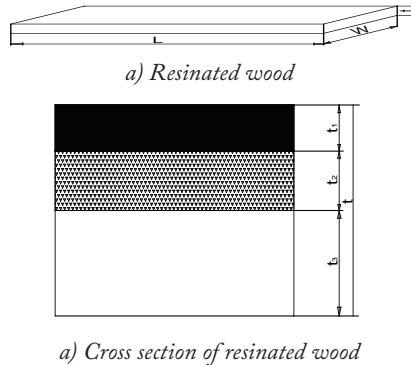 L
W
a) Resinated wood
t₁
t₂
t
t₃
a) Cross section of resinated wood